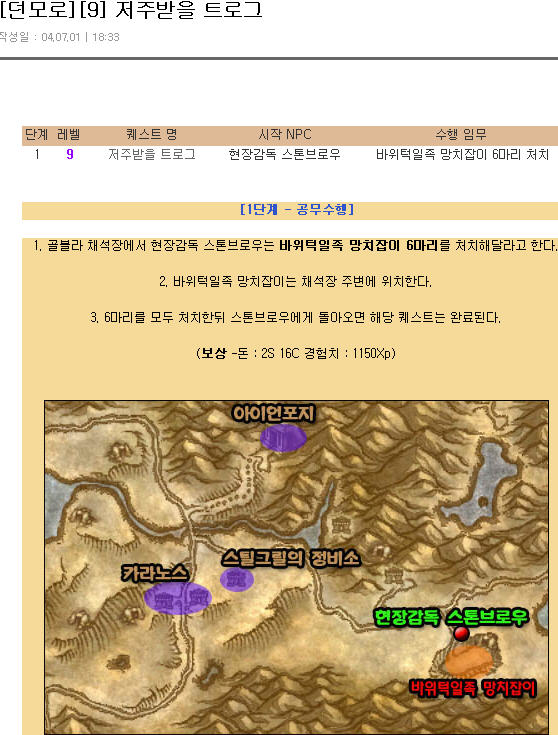 [던모로][9] 저주받을 트로그
작성일 : 04.07.01 | 18:33
단계 레벨 퀘스트 명 시작 NPC 수행 임무
1 9 저주받을 트로그 현장감독 스톤브로우 바위턱일족 망치잡이 6마리 처치
[1단계 - 공무수행]
1. 골볼라 채석장에서 현장감독 스톤브로우는 바위턱일족 망치잡이 6마리를 처치해달라고 한다.
2. 바위턱일족 망치잡이는 채석장 주변에 위치한다.
3. 6마리를 모두 처치한뒤 스톤브로우에게 돌아오면 해당 퀘스트는 완료된다.
(보상 -돈 : 2S 16C 경험치 : 1150Xp)
아이언포지
스틸그릴의 정비소
카라노스
현장감독 스톤브로우
바위턱일족 망치잡이